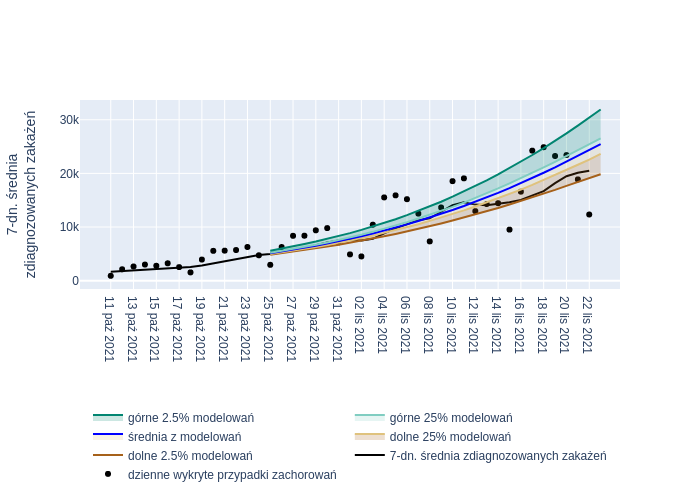 7-dn. średnia
zdiagnozowanych zakażeń
30k
20k
10k
0
11 paź 2021
13 paź 2021
15 paź 2021
17 paź 2021
19 paź 2021
21 paź 2021
23 paź 2021
25 paź 2021
27 paź 2021
29 paź 2021
31 paź 2021
02 lis 2021
04 lis 2021
06 lis 2021
08 lis 2021
10 lis 2021
12 lis 2021
14 lis 2021
16 lis 2021
18 lis 2021
20 lis 2021
22 lis 2021
górne 2.5% modelowań
górne 25% modelowań
średnia z modelowań
dolne 25% modelowań
dolne 2.5% modelowań
7-dn. średnia zdiagnozowanych zakażeń
dzienne wykryte przypadki zachorowań